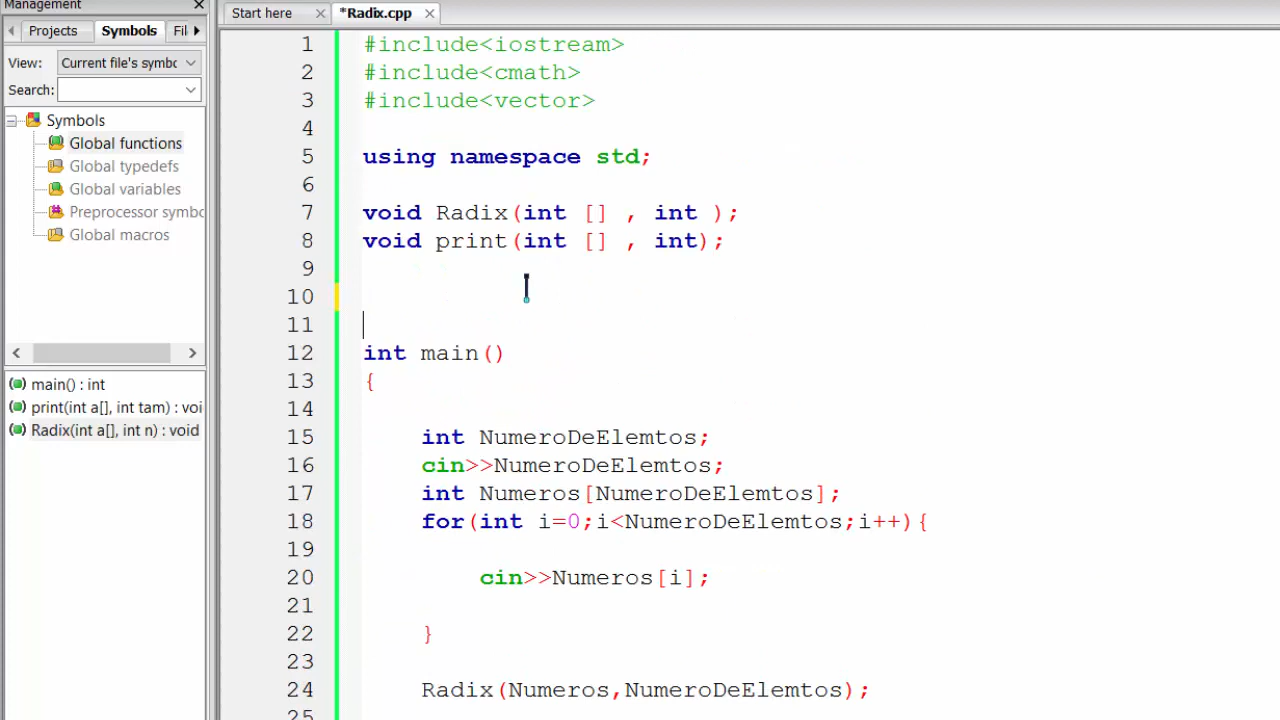 Management ×
Projects Symbols Fil
View: Current file's symbc
Search:
Symbols
Global functions
Global typedefs
Global variables
Preprocessor symbo
Global macros
main() : int
print(int a[], int tam) : voi
Radix(int a[], int n) : void
Start here *Radix.cpp
1 #include<iostream>
2 #include<cmath>
3 #include<vector>
4
5 using namespace std;
6
7 void Radix(int [] , int );
8 void print(int [] , int);
9
10
11
12 int main()
13 {
14
15 int NumeroDeElemtos;
16 cin>>NumeroDeElemtos;
17 int Numeros[NumeroDeElemtos];
18 for(int i=0;i<NumeroDeElemtos;i++){
19
20 cin>>Numeros[i];
21
22 }
23
24 Radix(Numeros,NumeroDeElemtos);
25